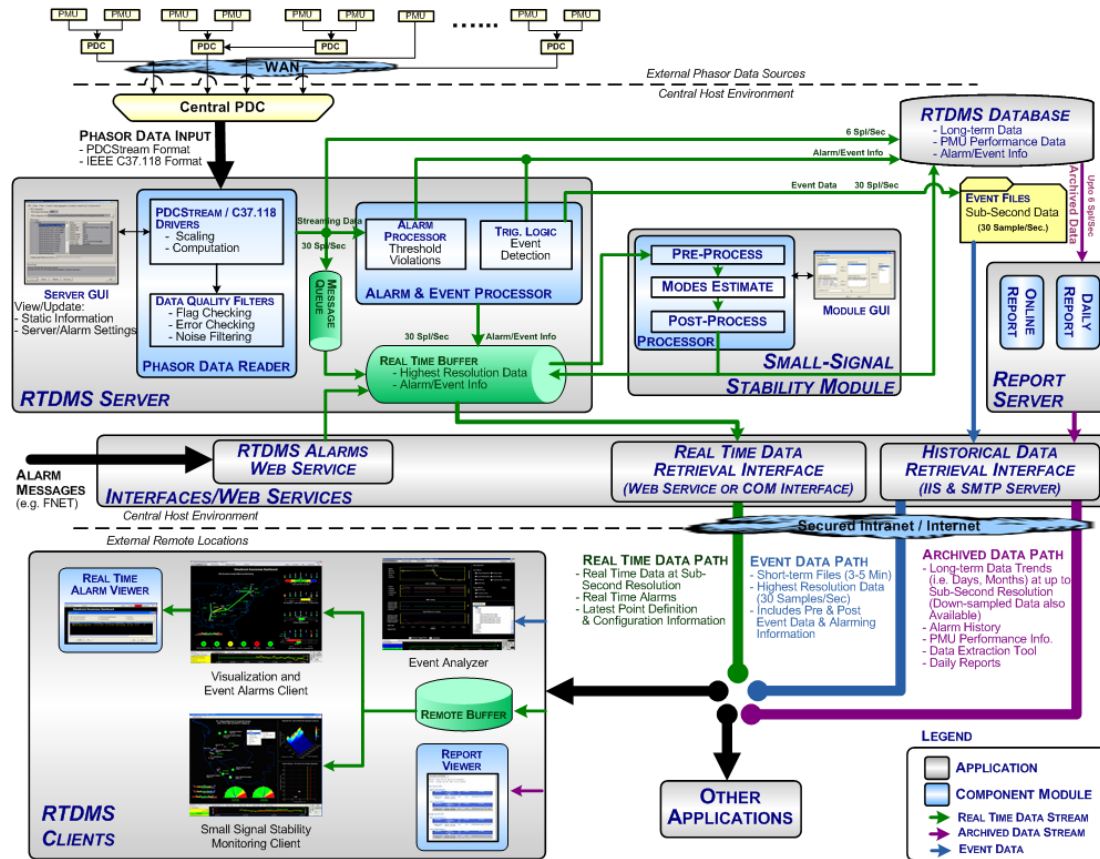 PMU PMU PMU PMU PMU PMU PMU PMU PMU PMU
PDC PDC PDC PDC
WAN
External Phasor Data Sources
Central Host Environment
Central PDC
PHASOR DATA INPUT
- PDCStream Format
- IEEE C37.118 Format
RTDMS DATABASE
- Long-term Data
- PMU Performance Data
- Alarm/Event Info
6 Spl/Sec
Alarm/Event Info
Event Data 30 Spl/Sec
Upto 6 Spl/Sec
Archived Data
EVENT FILES
Sub-Second Data
(30 Sample/Sec.)
SERVER GUI
View/Update:
- Static Information
- Server/Alarm Settings
PDCSTREAM / C37.118
DRIVERS
- Scaling
- Computation
DATA QUALITY FILTERS
- Flag Checking
- Error Checking
- Noise Filtering
PHASOR DATA READER
RTDMS SERVER
Streaming Data
30 Spl/Sec
MESSAGE
QUEUE
ALARM
PROCESSOR
Threshold
Violations
TRIG. LOGIC
Event
Detection
ALARM & EVENT PROCESSOR
30 Spl/Sec
Alarm/Event Info
REAL TIME BUFFER
- Highest Resolution Data
- Alarm/Event Info
PRE-PROCESS
MODES ESTIMATE
POST-PROCESS
PROCESSOR
MODULE GUI
SMALL-SIGNAL
STABILITY MODULE
ONLINE
REPORT
DAILY
REPORT
REPORT
SERVER
ALARM
MESSAGES
(e.g. FNET)
RTDMS ALARMS
WEB SERVICE
INTERFACES/WEB SERVICES
REAL TIME DATA
RETRIEVAL INTERFACE
(WEB SERVICE OR COM INTERFACE)
HISTORICAL DATA
RETRIEVAL INTERFACE
(IIS & SMTP SERVER)
Central Host Environment
External Remote Locations
Secured Intranet / Internet
REAL TIME DATA PATH
- Real Time Data at Sub-
Second Resolution
- Real Time Alarms
- Latest Point Definition
& Configuration Information
EVENT DATA PATH
- Short-term Files (3-5 Min)
- Highest Resolution Data
(30 Samples/Sec)
- Includes Pre & Post
Event Data & Alarming
Information
ARCHIVED DATA PATH
- Long-term Data Trends
(i.e. Days, Months) at up to
Sub-Second Resolution
(Down-sampled Data also
Available)
- Alarm History
- PMU Performance Info.
- Data Extraction Tool
- Daily Reports
REAL TIME
ALARM VIEWER
Visualization and
Event Alarms Client
Event Analyzer
REMOTE BUFFER
REPORT
VIEWER
Small Signal Stability
Monitoring Client
RTDMS
CLIENTS
OTHER
APPLICATIONS
LEGEND
APPLICATION
COMPONENT MODULE
REAL TIME DATA STREAM
ARCHIVED DATA STREAM
EVENT DATA